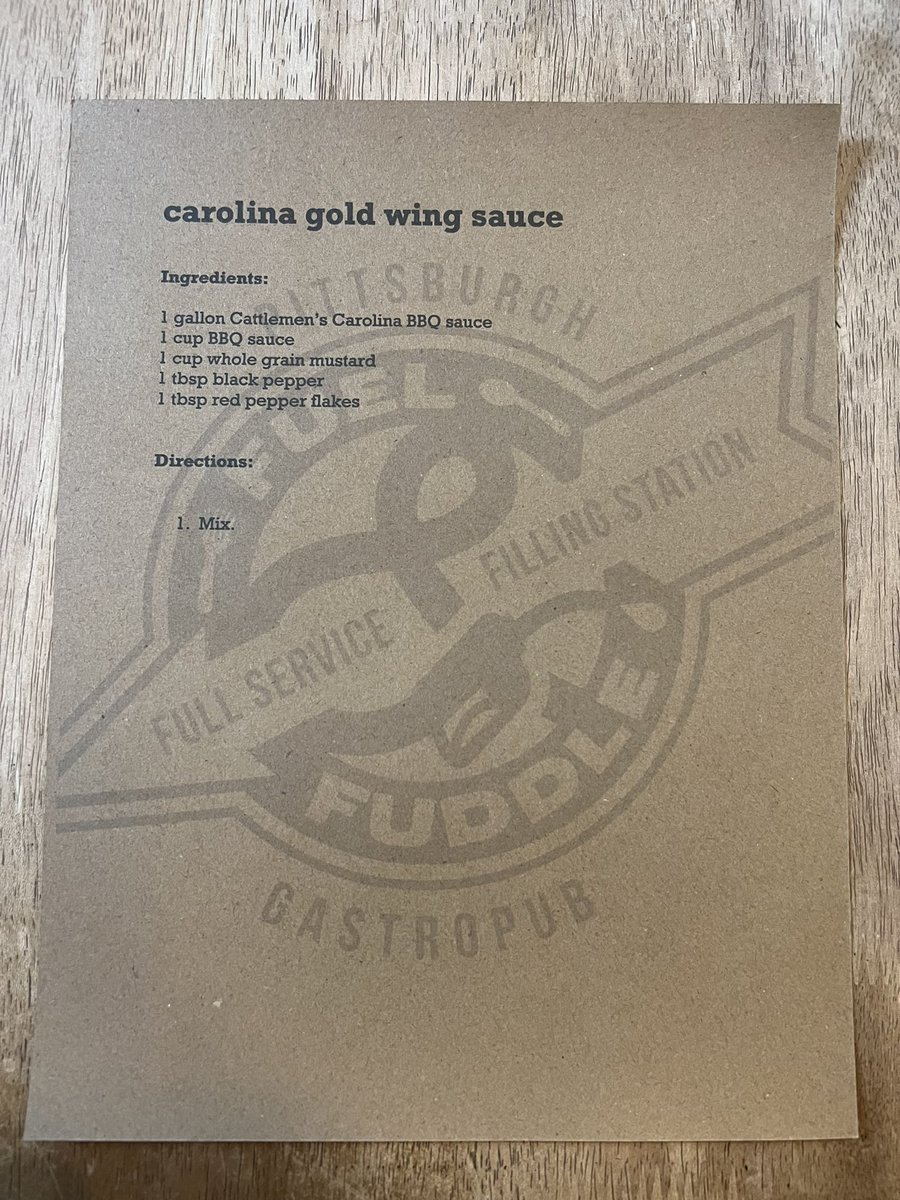 carolina gold wing sauce
Ingredients:
1 gallon Cattlemen's Carolina BBQ sauce
1 cup BBQ sauce
1 cup whole grain mustard
1 tbsp black pepper
1 tbsp red pepper flakes
Directions:
1. Mix.
PITTSBURGH
FUEL
&
FULL SERVICE FILLING STATION
FUDDLE
GASTROPUB